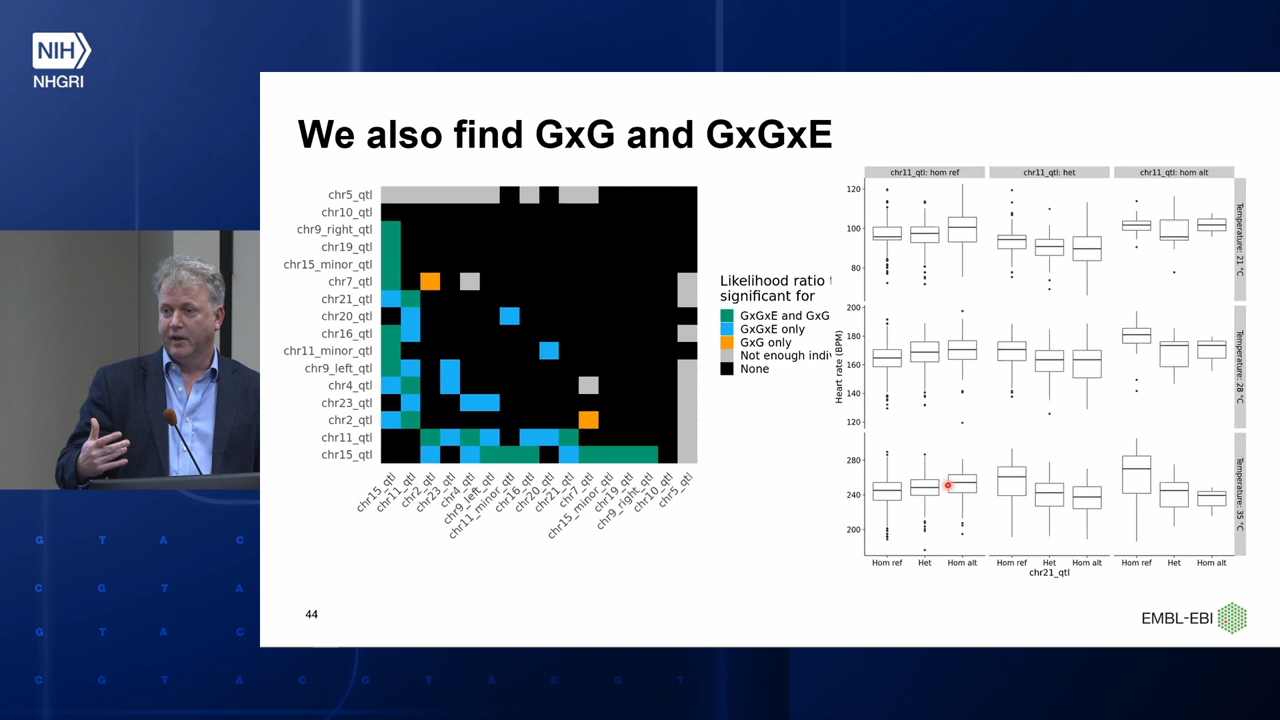 NIH
NHGRI
We also find GxG and GxGxE
chr5_qtl
chr10_qtl
chr9_right_qtl
chr19_qtl
chr15_minor_qtl
chr7_qtl
chr21_qtl
chr20_qtl
chr16_qtl
chr11_minor_qtl
chr9_left_qtl
chr4_qtl
chr23_qtl
chr2_qtl
chr11_qtl
chr15_qtl
chr15_qtl
chr11_qtl
chr2_qtl
chr23_qtl
chr4_qtl
chr9_left_qtl
chr11_minor_qtl
chr16_qtl
chr20_qtl
chr21_qtl
chr7_qtl
chr15_minor_qtl
chr19_qtl
chr9_right_qtl
chr10_qtl
chr5_qtl
Likelihood ratio
significant for
GxGxE and GxG
GxGxE only
GxG only
Not enough indiv
None
chr11_qtl: hom ref
chr11_qtl: het
chr11_qtl: hom alt
120
100
80
Temperature: 21 °C
200
180
160
140
120
Temperature: 28 °C
280
240
200
Temperature: 35 °C
Heart rate (BPM)
Hom ref Het Hom alt
Hom ref Het Hom alt
Hom ref Het Hom alt
chr21_qtl
44
EMBL-EBI
G T A C
C G T A
G T A C
C G T A C G T A C G T